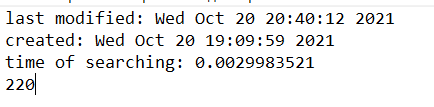 last modified: Wed Oct 20 20:40:12 2021
created: Wed Oct 20 19:09:59 2021
time of searching: 0.0029983521
220